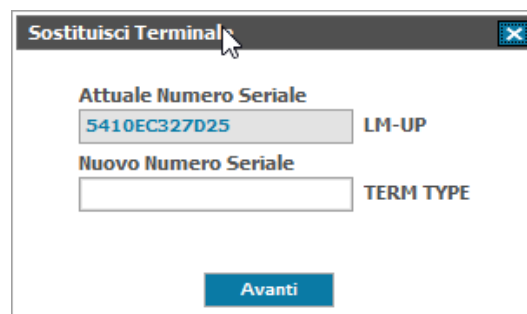 Sostituisci Terminale
Attuale Numero Seriale
5410EC327D25 LM-UP
Nuovo Numero Seriale
TERM TYPE
Avanti